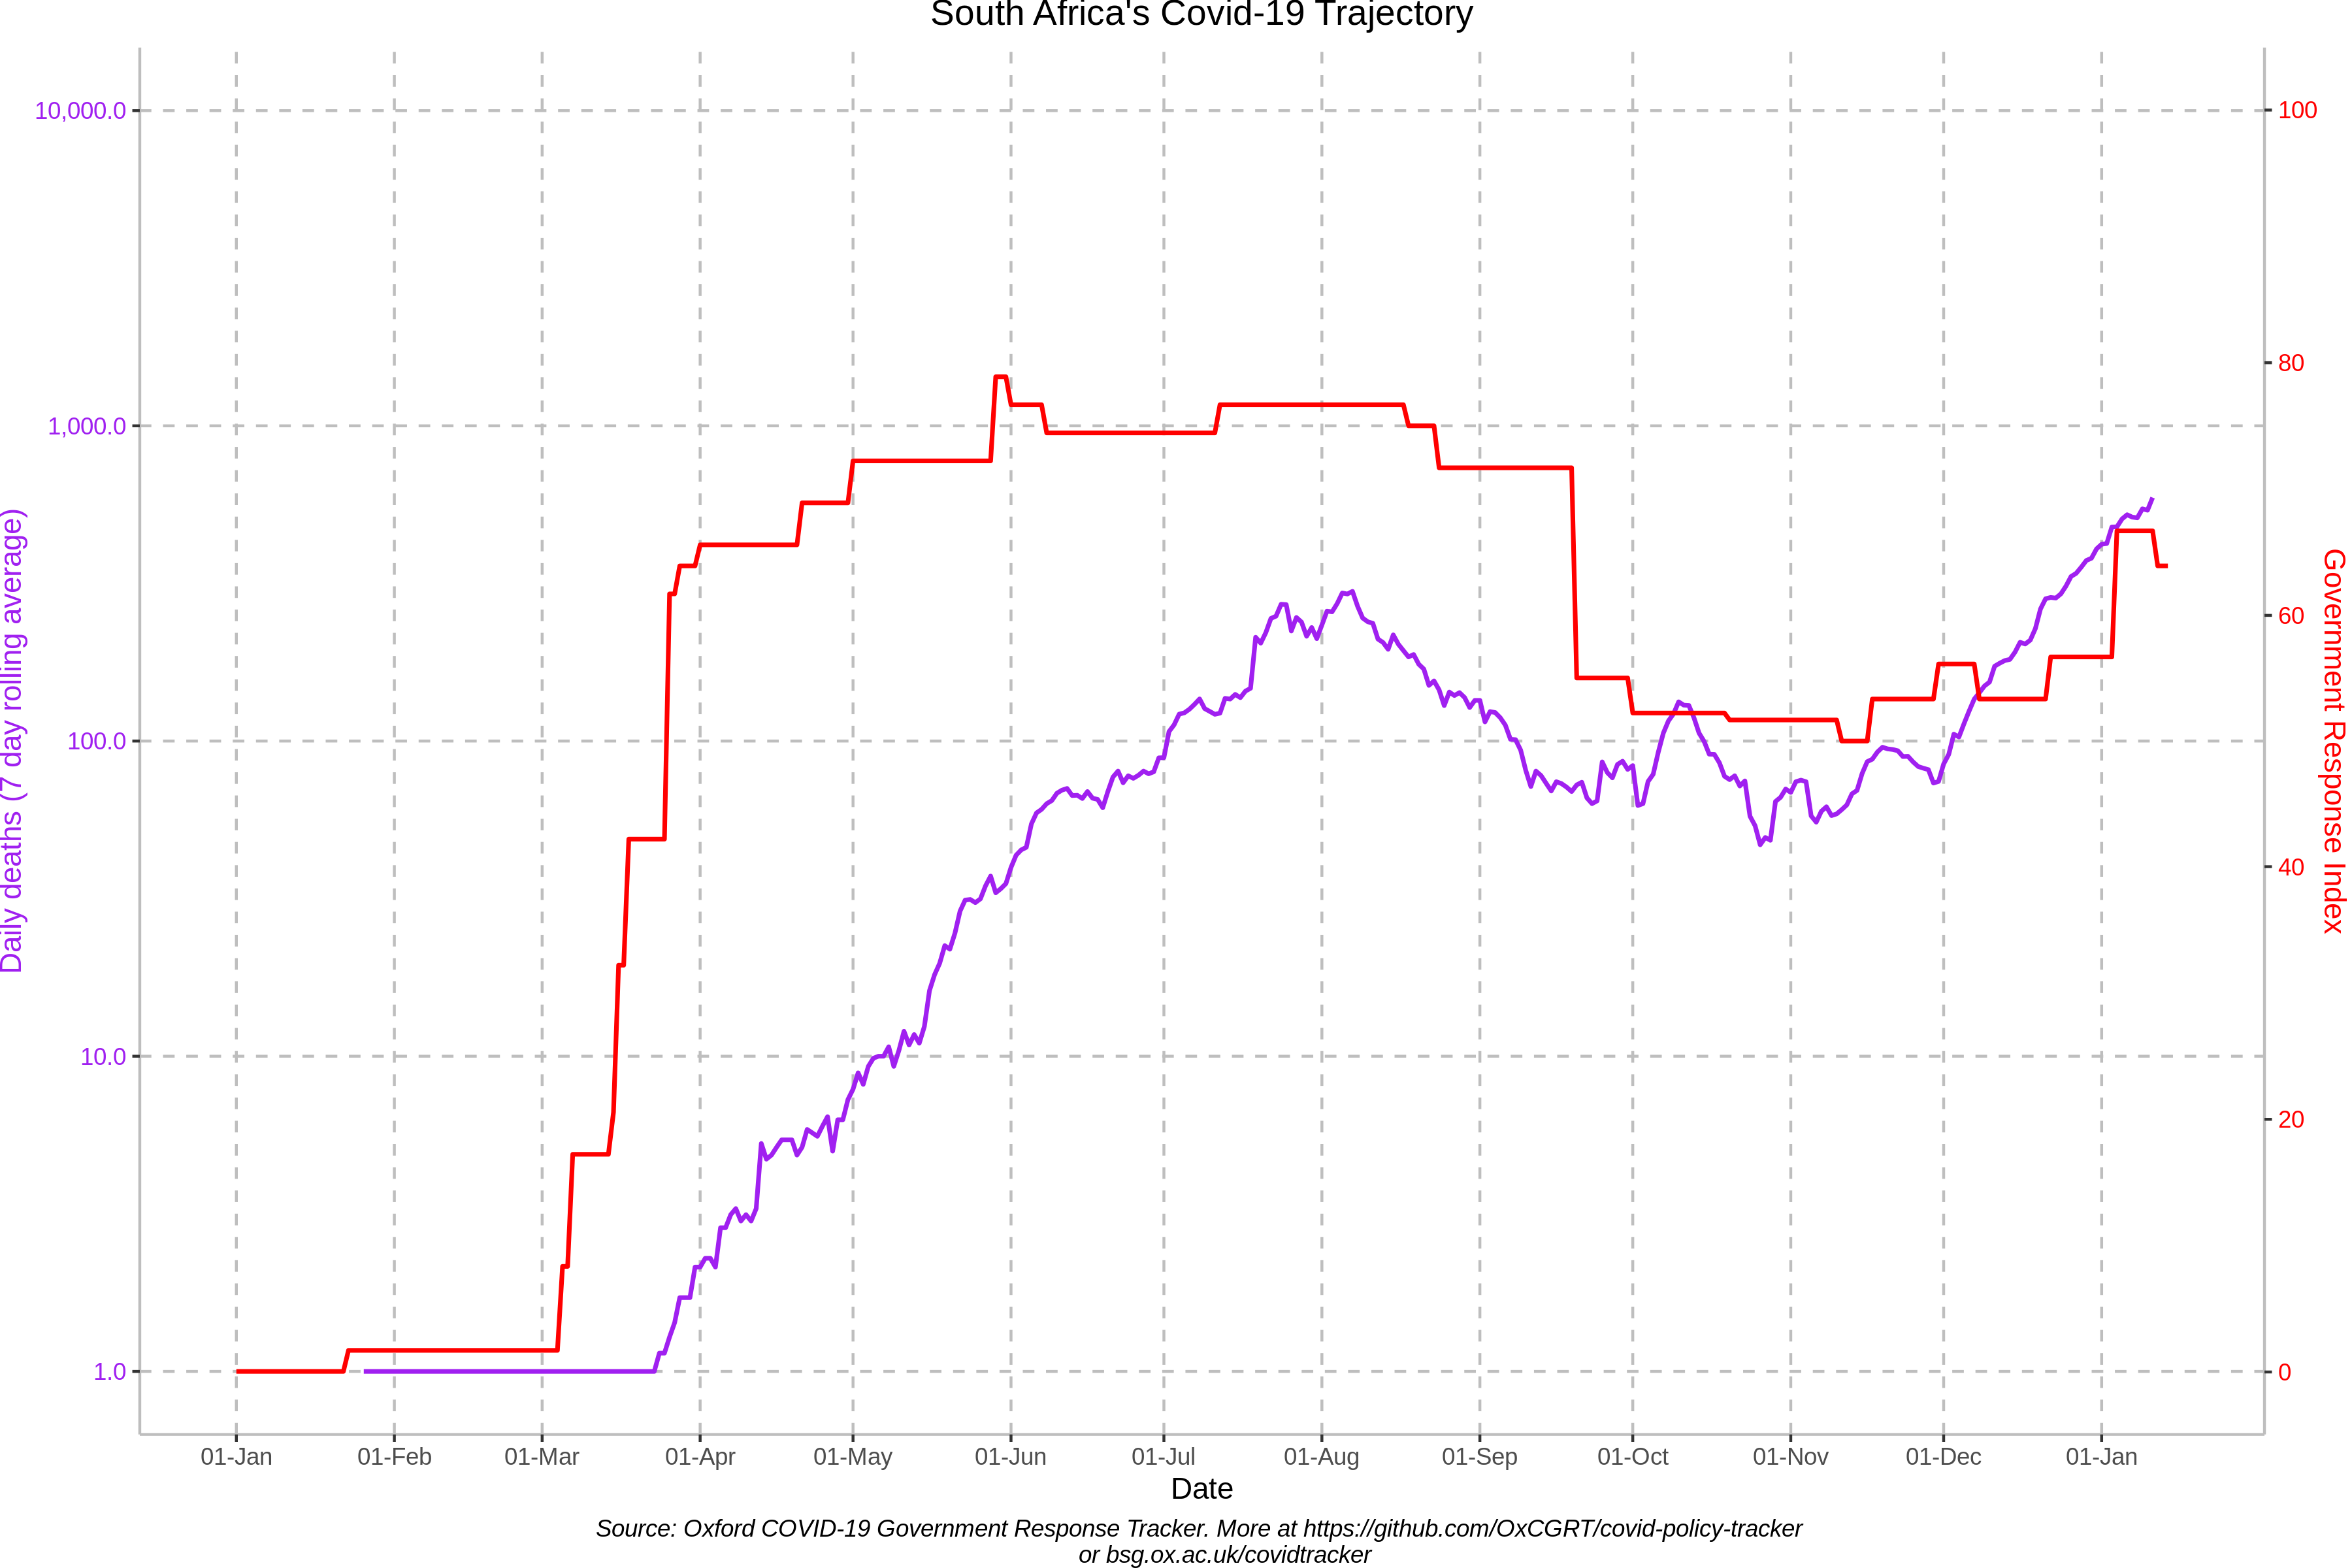 South Africa's Covid-19 Trajectory
10,000.0
1,000.0
100.0
10.0
1.0
Daily deaths (7 day rolling average)
100
80
60
40
20
0
Government Response Index
01-Jan
01-Feb
01-Mar
01-Apr
01-May
01-Jun
01-Jul
01-Aug
01-Sep
01-Oct
01-Nov
01-Dec
01-Jan
Date
Source: Oxford COVID-19 Government Response Tracker. More at https://github.com/OxCGRT/covid-policy-tracker
or bsg.ox.ac.uk/covidtracker